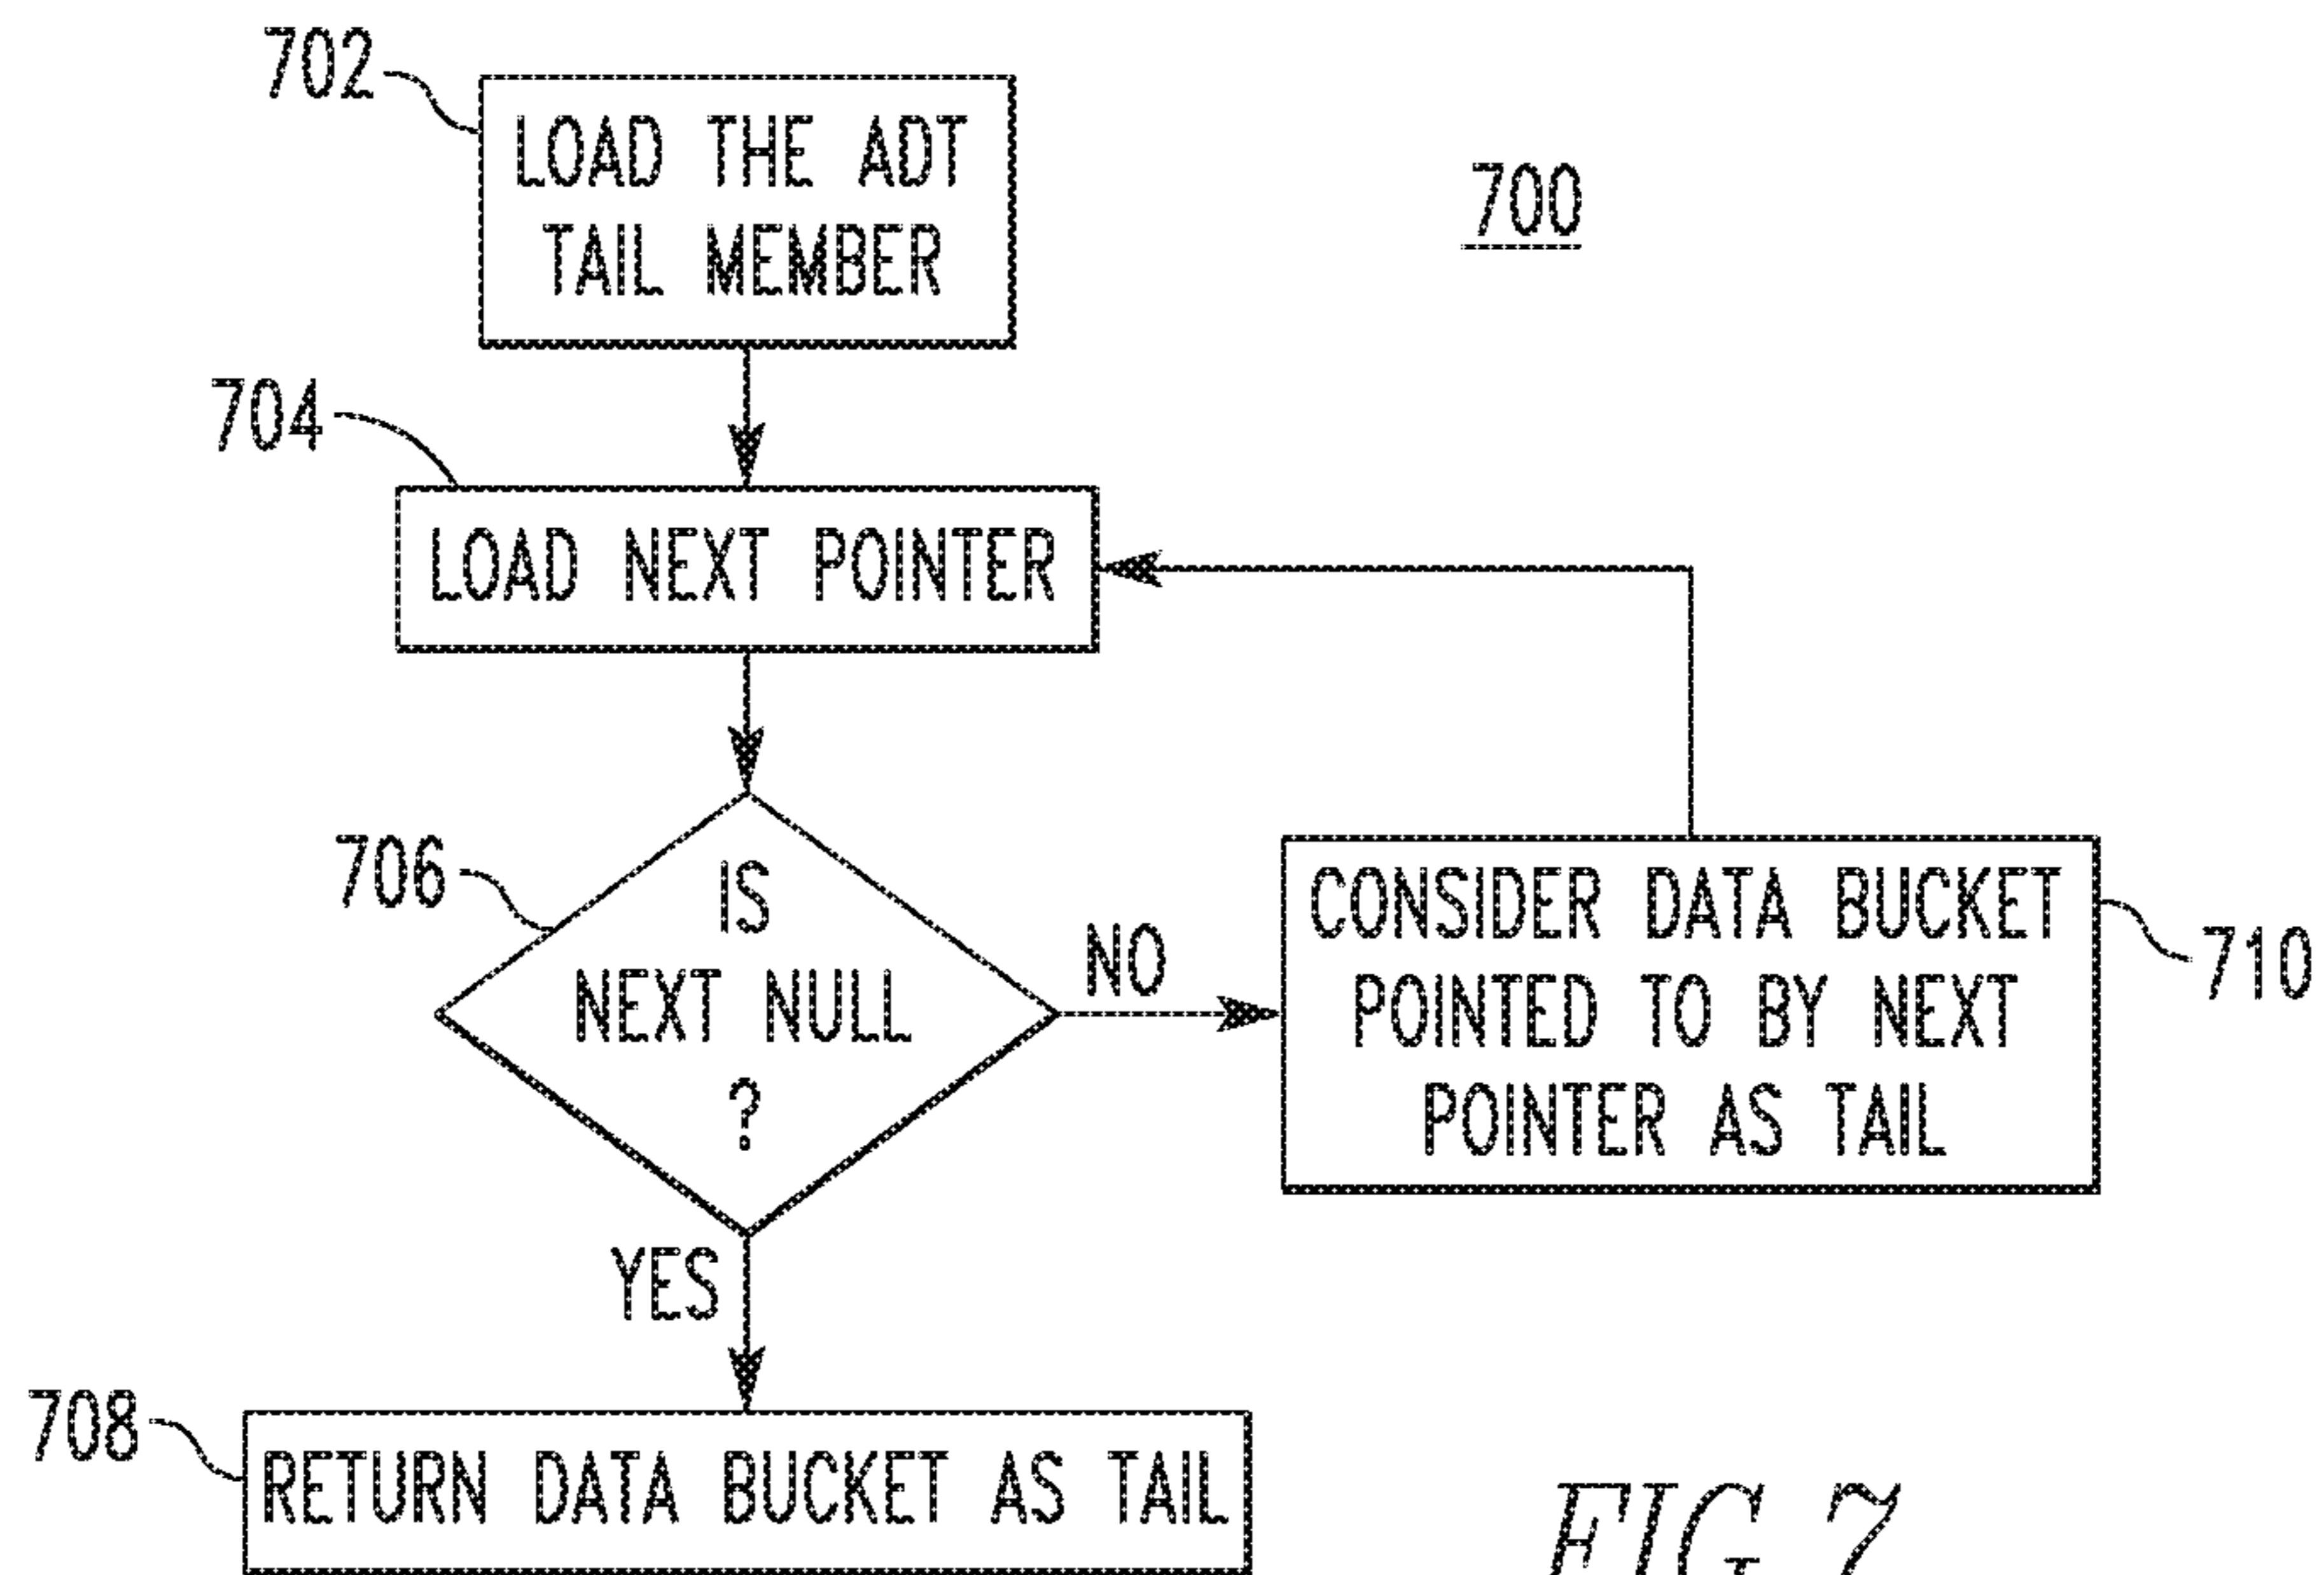 702
LOAD THE ADT
TAIL MEMBER
700
704
LOAD NEXT POINTER
706
IS
NEXT NULL
?
NO
CONSIDER DATA BUCKET
POINTED TO BY NEXT
POINTER AS TAIL
710
YES
708
RETURN DATA BUCKET AS TAIL
FIG. 7